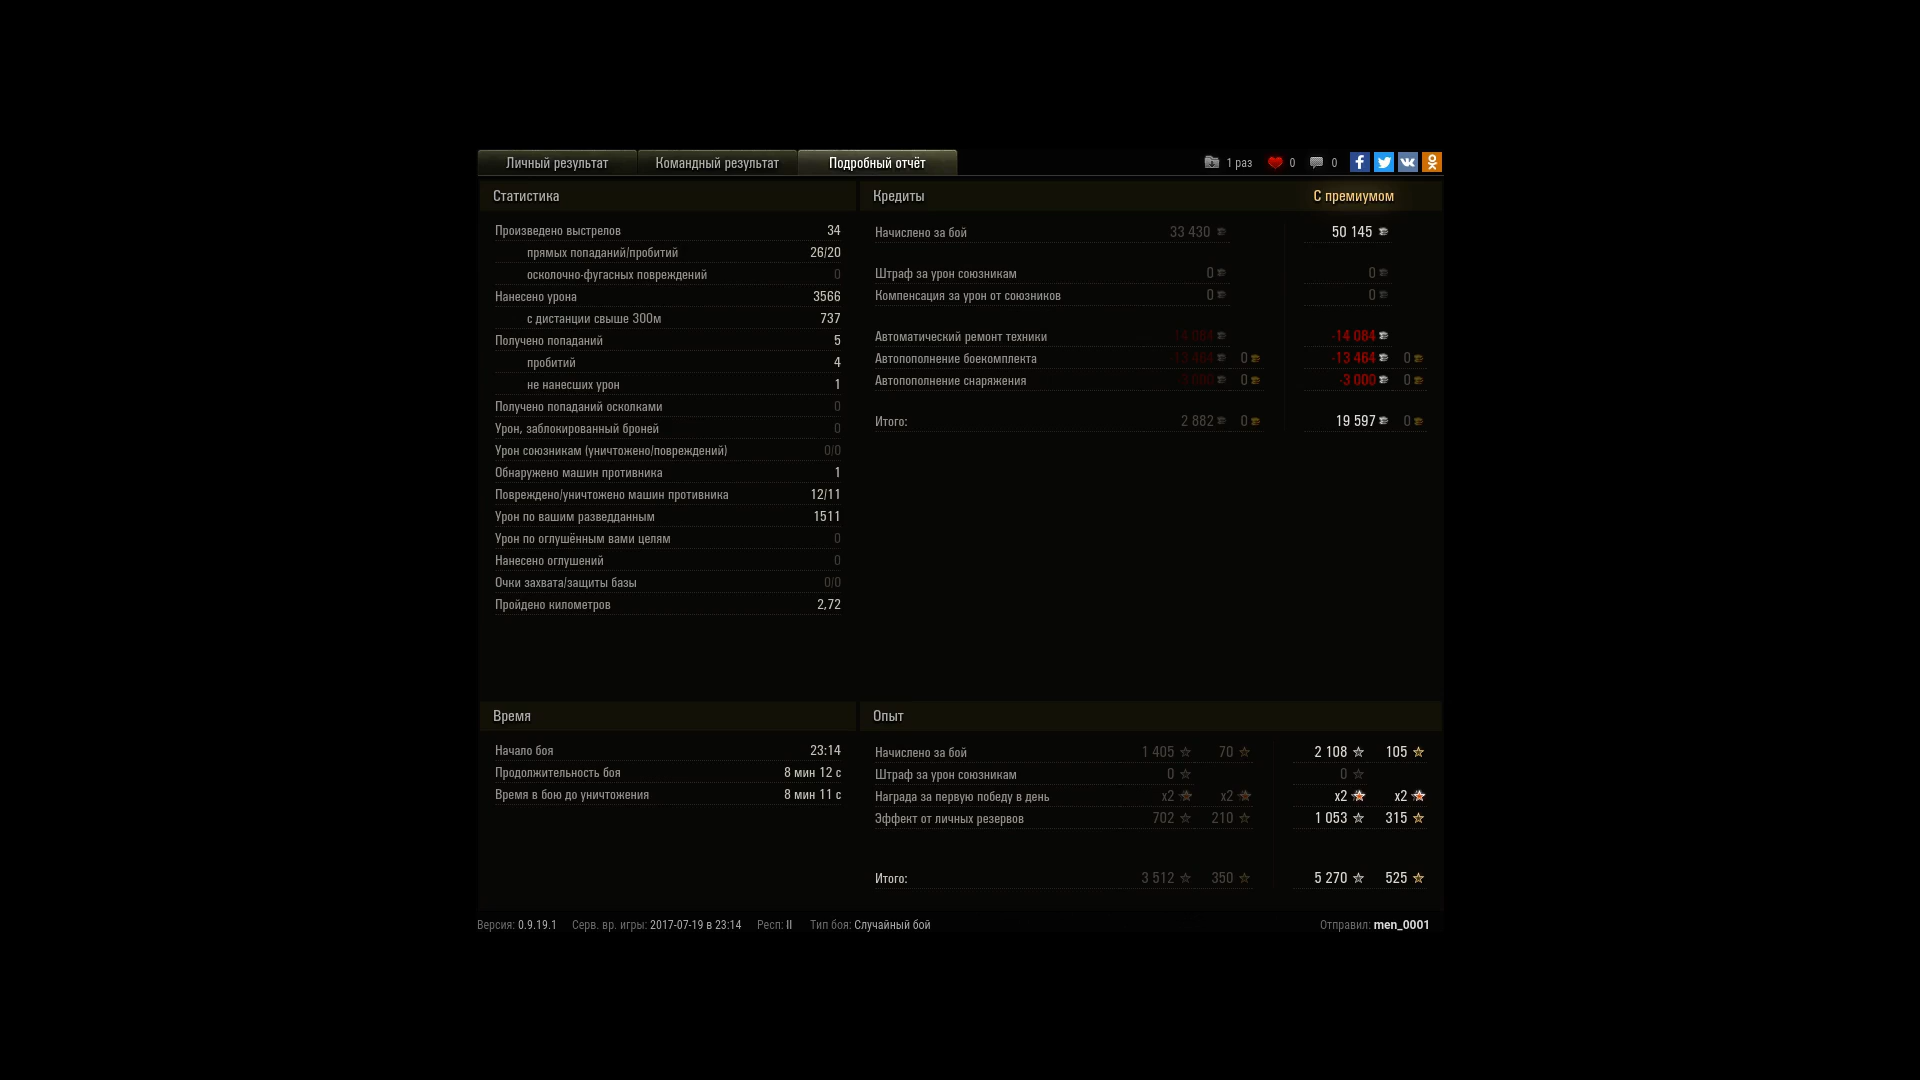 Личный результат Командный результат Подробный отчёт 1 раз 0 0
Статистика
Произведено выстрелов 34
прямых попаданий/пробитий 26/20
осколочно-фугасных повреждений 0
Нанесено урона 3566
с дистанции свыше 300м 737
Получено попаданий 5
пробитий 4
не нанесших урон 1
Получено попаданий осколками 0
Урон, заблокированный броней 0
Урон союзникам (уничтожено/повреждений) 0/0
Обнаружено машин противника 1
Повреждено/уничтожено машин противника 12/11
Урон по вашим разведданным 1511
Урон по оглушённым вами целям 0
Нанесено оглушений 0
Очки захвата/защиты базы 0/0
Пройдено километров 2,72
Кредиты С премиумом
Начислено за бой 33 430 50 145
Штраф за урон союзникам 0 0
Компенсация за урон от союзников 0 0
Автоматический ремонт техники -14 084 -14 084
Автопополнение боекомплекта -13 464 0 -13 464 0
Автопополнение снаряжения -3 000 0 -3 000 0
Итого: 2 882 0 19 597 0
Время
Начало боя 23:14
Продолжительность боя 8 мин 12 с
Время в бою до уничтожения 8 мин 11 с
Опыт
Начислено за бой 1 405 70 2 108 105
Штраф за урон союзникам 0 0
Награда за первую победу в день x2 x2 x2 x2
Эффект от личных резервов 702 210 1 053 315
Итого: 3 512 350 5 270 525
Версия: 0.9.19.1 Серв. вр. игры: 2017-07-19 в 23:14 Респ: II Тип боя: Случайный бой Отправил: men_0001